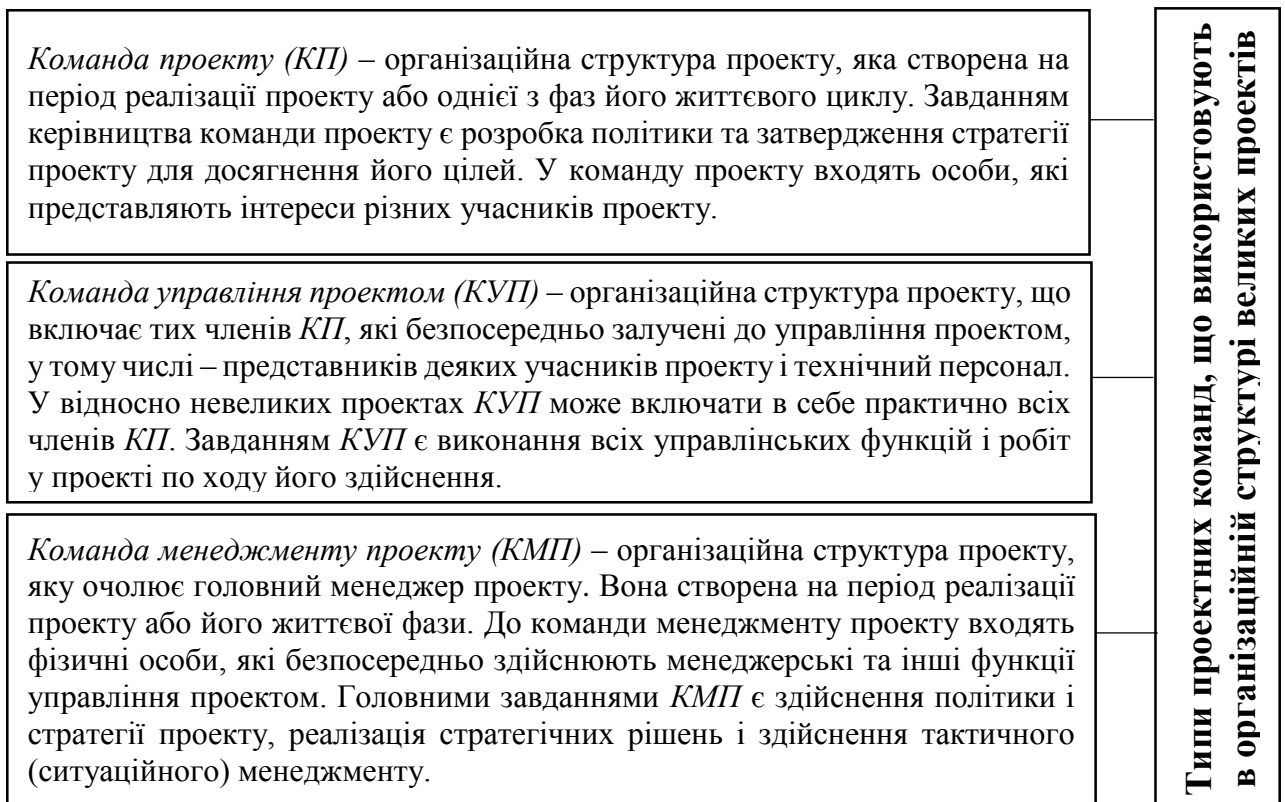 Команда проекту (КП) – організаційна структура проекту, яка створена на
період реалізації проекту або однієї з фаз його життєвого циклу. Завданням
керівництва команди проекту є розробка політики та затвердження стратегії
проекту для досягнення його цілей. У команду проекту входять особи, які
представляють інтереси різних учасників проекту.
Команда управління проектом (КУП) – організаційна структура проекту, що
включає тих членів КП, які безпосередньо залучені до управління проектом,
у тому числі – представників деяких учасників проекту і технічний персонал.
У відносно невеликих проектах КУП може включати в себе практично всіх
членів КП. Завданням КУП є виконання всіх управлінських функцій і робіт
у проекті по ходу його здійснення.
Команда менеджменту проекту (КМП) – організаційна структура проекту,
яку очолює головний менеджер проекту. Вона створена на період реалізації
проекту або його життєвої фази. До команди менеджменту проекту входять
фізичні особи, які безпосередньо здійснюють менеджерські та інші функції
управління проектом. Головними завданнями КМП є здійснення політики і
стратегії проекту, реалізація стратегічних рішень і здійснення тактичного
(ситуаційного) менеджменту.
Типи проектних команд, що використовують
в організаційній структурі великих проектів